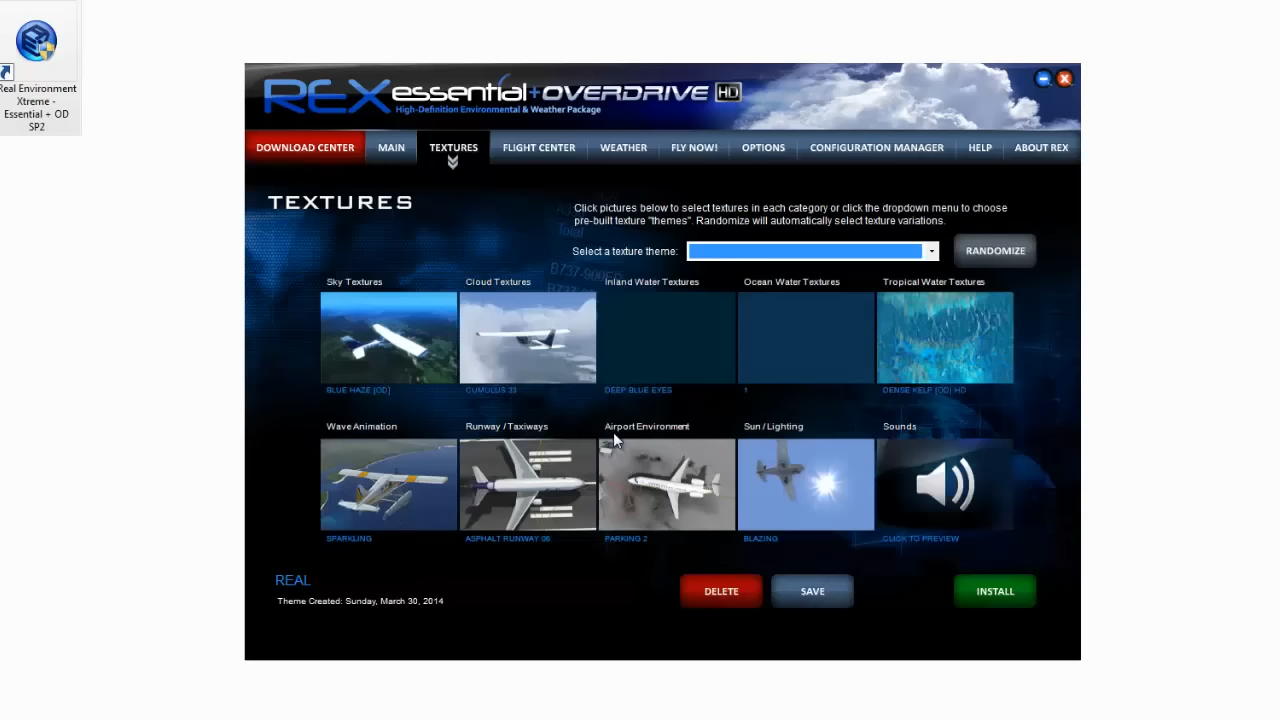 Real Environment
Xtreme -
Essential + OD
SP2
REX essential+OVERDRIVE HD
High-Definition Environmental & Weather Package
DOWNLOAD CENTER MAIN TEXTURES FLIGHT CENTER WEATHER FLY NOW! OPTIONS CONFIGURATION MANAGER HELP ABOUT REX
TEXTURES
Click pictures below to select textures in each category or click the dropdown menu to choose
pre-built texture "themes". Randomize will automatically select texture variations.
Select a texture theme: RANDOMIZE
Sky Textures Cloud Textures Inland Water Textures Ocean Water Textures Tropical Water Textures
BLUE HAZE [OD] CUMULUS 33 DEEP BLUE EYES 1 DENSE KELP [OD] HD
Wave Animation Runway / Taxiways Airport Environment Sun / Lighting Sounds
SPARKLING ASPHALT RUNWAY 06 PARKING 2 BLAZING CLICK TO PREVIEW
REAL
Theme Created: Sunday, March 30, 2014
DELETE SAVE INSTALL